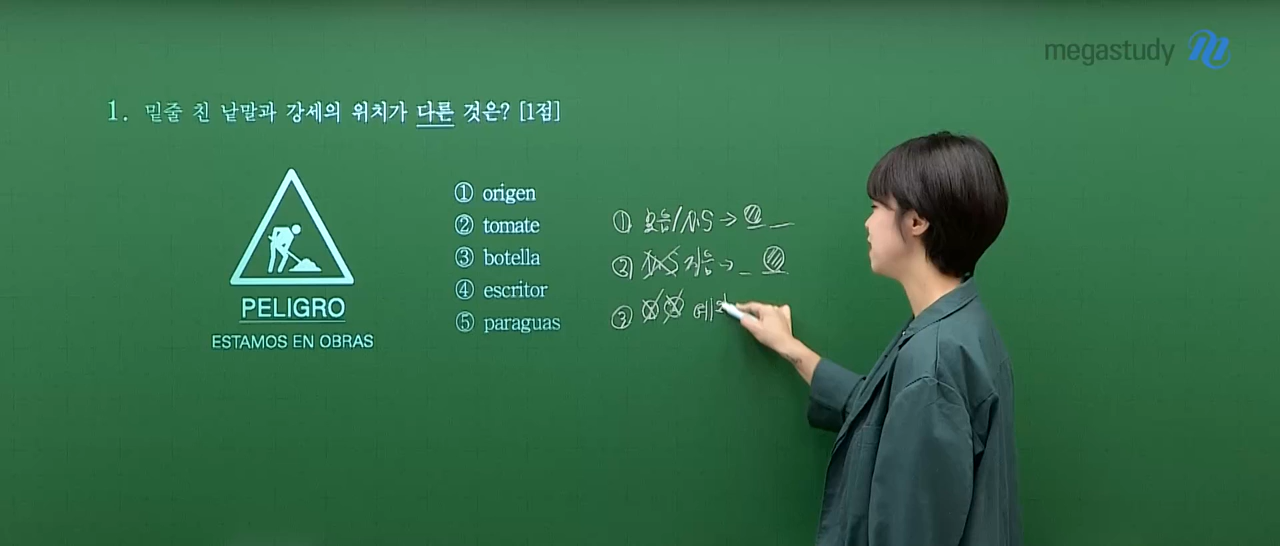 megastudy
1. 밑줄 친 낱말과 강세의 위치가 다른 것은? [1점]
PELIGRO
ESTAMOS EN OBRAS
① origen
② tomate
③ botella
④ escritor
⑤ paraguas
① 모음/N,S →
② N,S 자음 →
③ ① ② 예외